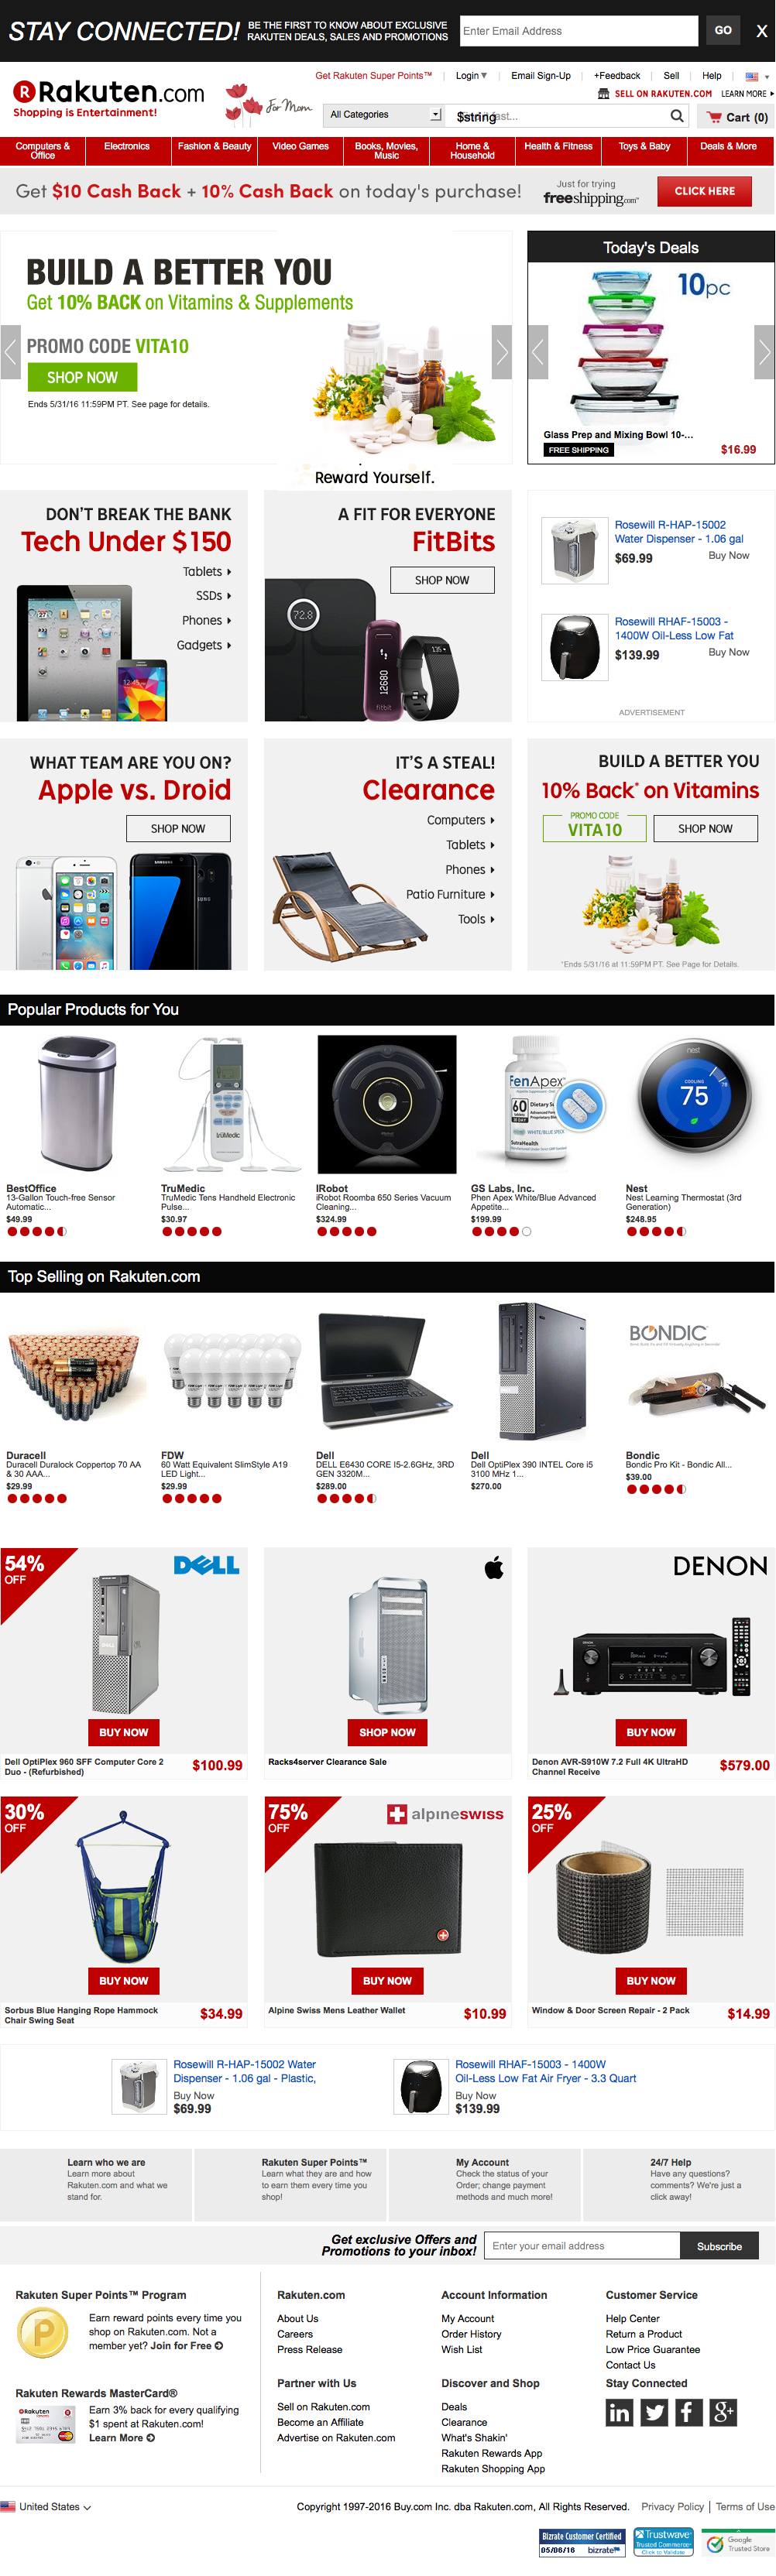 STAY CONNECTED!
BE THE FIRST TO KNOW ABOUT EXCLUSIVE
RAKUTEN DEALS, SALES AND PROMOTIONS
Enter Email Address
GO
X
Get Rakuten Super Points™
Login
Email Sign-Up
+Feedback
Sell
Help
Rakuten.com
Shopping is Entertainment!
For Mom
SELL ON RAKUTEN.COM
LEARN MORE
All Categories
$string
fast...
Cart (0)
Computers &
Office
Electronics
Fashion & Beauty
Video Games
Books, Movies,
Music
Home &
Household
Health & Fitness
Toys & Baby
Deals & More
Get $10 Cash Back + 10% Cash Back on today's purchase!
Just for trying
freeshipping.com
CLICK HERE
BUILD A BETTER YOU
Get 10% BACK on Vitamins & Supplements
PROMO CODE VITA10
SHOP NOW
Ends 5/31/16 11:59PM PT. See page for details.
Today's Deals
10pc
Glass Prep and Mixing Bowl 10-...
FREE SHIPPING
$16.99
Reward Yourself.
DON'T BREAK THE BANK
Tech Under $150
Tablets
SSDs
Phones
Gadgets
A FIT FOR EVERYONE
FitBits
SHOP NOW
72.8
12680
fitbit
135
Rosewill R-HAP-15002
Water Dispenser - 1.06 gal
$69.99
Buy Now
Rosewill RHAF-15003 -
1400W Oil-Less Low Fat
$139.99
Buy Now
ADVERTISEMENT
WHAT TEAM ARE YOU ON?
Apple vs. Droid
SHOP NOW
SAMSUNG
IT'S A STEAL!
Clearance
Computers
Tablets
Phones
Patio Furniture
Tools
BUILD A BETTER YOU
10% Back* on Vitamins
PROMO CODE
VITA10
SHOP NOW
*Ends 5/31/16 at 11:59PM PT. See Page for Details.
Popular Products for You
truMedic
FenApex
60
WHITE/BLUE SPECK
SutraHealth
nest
COOLING
75
BestOffice
13-Gallon Touch-free Sensor
Automatic...
$49.99
TruMedic
TruMedic Tens Handheld Electronic
Pulse...
$30.97
IRobot
iRobot Roomba 650 Series Vacuum
Cleaning...
$324.99
GS Labs, Inc.
Phen Apex White/Blue Advanced
Appetite...
$199.99
Nest
Nest Learning Thermostat (3rd
Generation)
$248.95
Top Selling on Rakuten.com
BONDIC
Duracell
Duracell Duralock Coppertop 70 AA
& 30 AAA...
$29.99
FDW
60 Watt Equivalent SlimStyle A19
LED Light...
$29.99
Dell
DELL E6430 CORE I5-2.6GHz, 3RD
GEN 3320M...
$289.00
Dell
Dell OptiPlex 390 INTEL Core i5
3100 MHz 1...
$270.00
Bondic
Bondic Pro Kit - Bondic All...
$39.00
54%
OFF
DELL
BUY NOW
Dell OptiPlex 960 SFF Computer Core 2
Duo - (Refurbished)
$100.99
SHOP NOW
Racks4server Clearance Sale
DENON
BUY NOW
Denon AVR-S910W 7.2 Full 4K UltraHD
Channel Receive
$579.00
30%
OFF
BUY NOW
Sorbus Blue Hanging Rope Hammock
Chair Swing Seat
$34.99
75%
OFF
alpineswiss
BUY NOW
Alpine Swiss Mens Leather Wallet
$10.99
25%
OFF
BUY NOW
Window & Door Screen Repair - 2 Pack
$14.99
Rosewill R-HAP-15002 Water
Dispenser - 1.06 gal - Plastic,
Buy Now
$69.99
Rosewill RHAF-15003 - 1400W
Oil-Less Low Fat Air Fryer - 3.3 Quart
Buy Now
$139.99
Learn who we are
Learn more about
Rakuten.com and what we
stand for.
Rakuten Super Points™
Learn what they are and how
to earn them every time you
shop!
My Account
Check the status of your
Order; change payment
methods and much more!
24/7 Help
Have any questions?
comments? We're just a
click away!
Get exclusive Offers and
Promotions to your inbox!
Enter your email address
Subscribe
Rakuten Super Points™ Program
Earn reward points every time you
shop on Rakuten.com. Not a
member yet? Join for Free
Rakuten Rewards MasterCard®
Earn 3% back for every qualifying
$1 spent at Rakuten.com!
Learn More
Rakuten.com
About Us
Careers
Press Release
Account Information
My Account
Order History
Wish List
Customer Service
Help Center
Return a Product
Low Price Guarantee
Contact Us
Partner with Us
Sell on Rakuten.com
Become an Affiliate
Advertise on Rakuten.com
Discover and Shop
Deals
Clearance
What's Shakin'
Rakuten Rewards App
Rakuten Shopping App
Stay Connected
United States
Copyright 1997-2016 Buy.com Inc. dba Rakuten.com, All Rights Reserved.
Privacy Policy | Terms of Use
Bizrate Customer Certified
05/06/16 bizrate
Trustwave
Trusted Commerce
Click to Validate
Google
Trusted Store